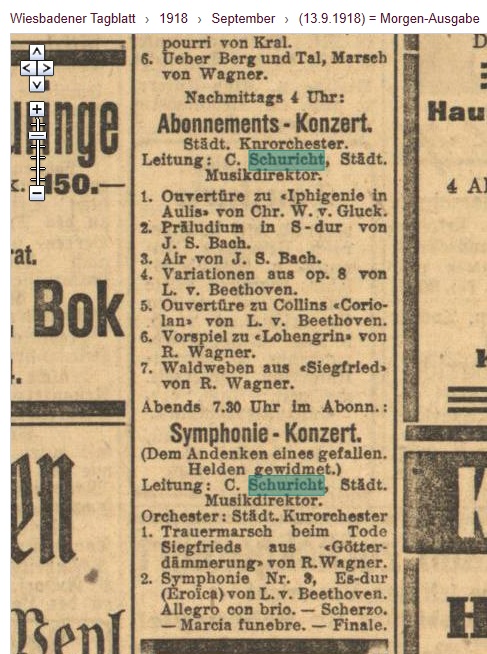 Wiesbadener Tagblatt › 1918 › September › (13.9.1918) = Morgen-Ausgabe
pourri von Kral.
6. Ueber Berg und Tal, Marsch
von Wagner.
Nachmittags 4 Uhr:
Abonnements-Konzert.
Städt. Kurorchester.
Leitung: C. Schuricht, Städt.
Musikdirektor.
1. Ouvertüre zu «Iphigenie in
Aulis» von Chr. W. v. Gluck.
2. Präludium in S-dur von
J. S. Bach.
3. Air von J. S. Bach.
4. Variationen aus op. 8 von
L. v. Beethoven.
5. Ouvertüre zu Collins «Corio-
lan» von L. v. Beethoven.
6. Vorspiel zu «Lohengrin» von
R. Wagner.
7. Waldweben aus «Siegfried»
von R. Wagner.
Abends 7.30 Uhr im Abonn.:
Symphonie-Konzert.
(Dem Andenken eines gefallen.
Helden gewidmet.)
Leitung: C. Schuricht, Städt.
Musikdirektor.
Orchester: Städt. Kurorchester
1. Trauermarsch beim Tode
Siegfrieds aus «Götter-
dämmerung» von R. Wagner.
2. Symphonie Nr. 3, Es-dur
(Eroica) von L. v. Beethoven.
Allegro con brio. — Scherzo.
— Marcia funebre. — Finale.
150.—
rat.
Bok
en
Hau
4
K
H